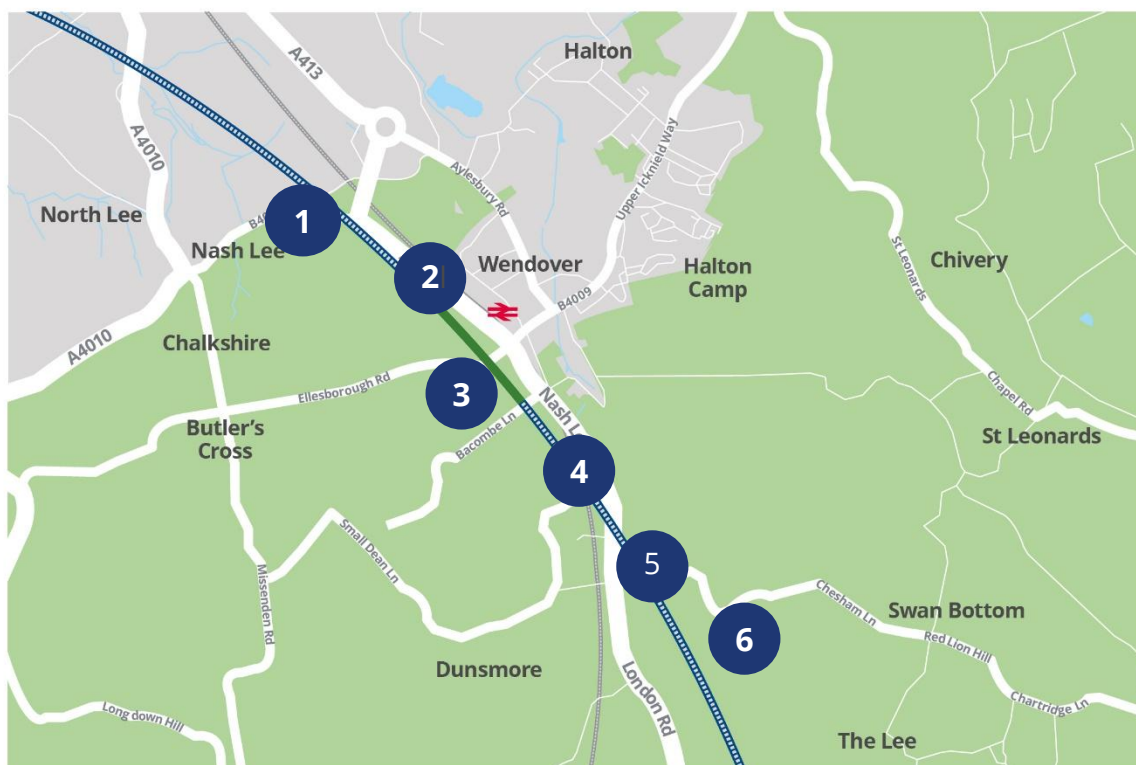 Halton
A413
A4010
Aylesbury Rd
Upper Icknield Way
North Lee
1
Nash Lee
2
Wendover
Halton
Camp
Chivery
St Leonards
B4009
A4010
Chalkshire
Ellesborough Rd
3
Nash
Chapel Rd
Butler's
Cross
Bacombe Ln
St Leonards
4
Small Dean Ln
5
Missenden Rd
Chesham Ln
Swan Bottom
6
Red Lion Hill
Dunsmore
London Rd
Chartridge Ln
Longdown Hill
The Lee